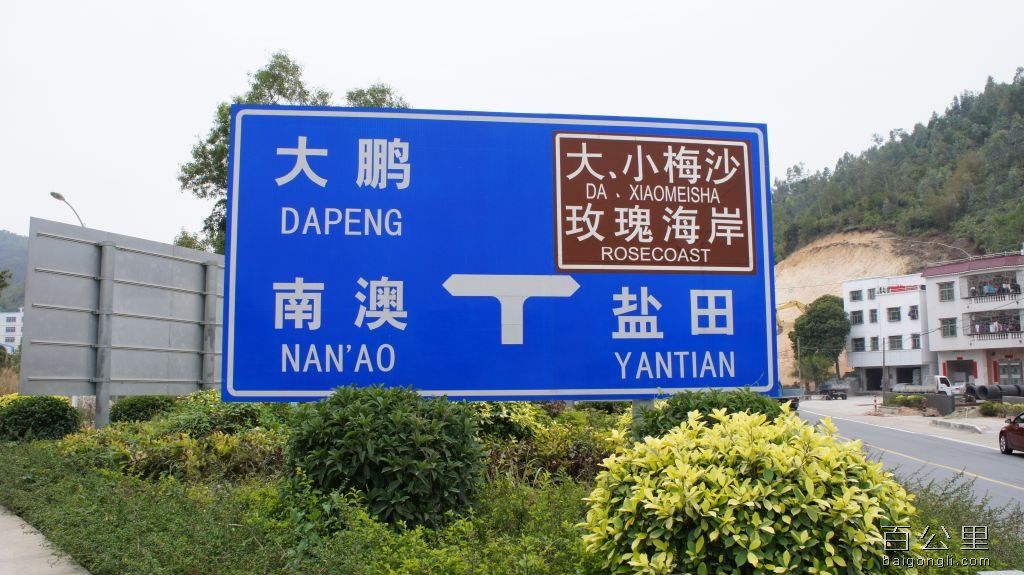 大 鹏
DAPENG
南 澳
NAN'AO
大、小梅沙
DA、XIAOMEISHA
玫瑰海岸
ROSECOAST
盐 田
YANTIAN
百公里
baigongli.com